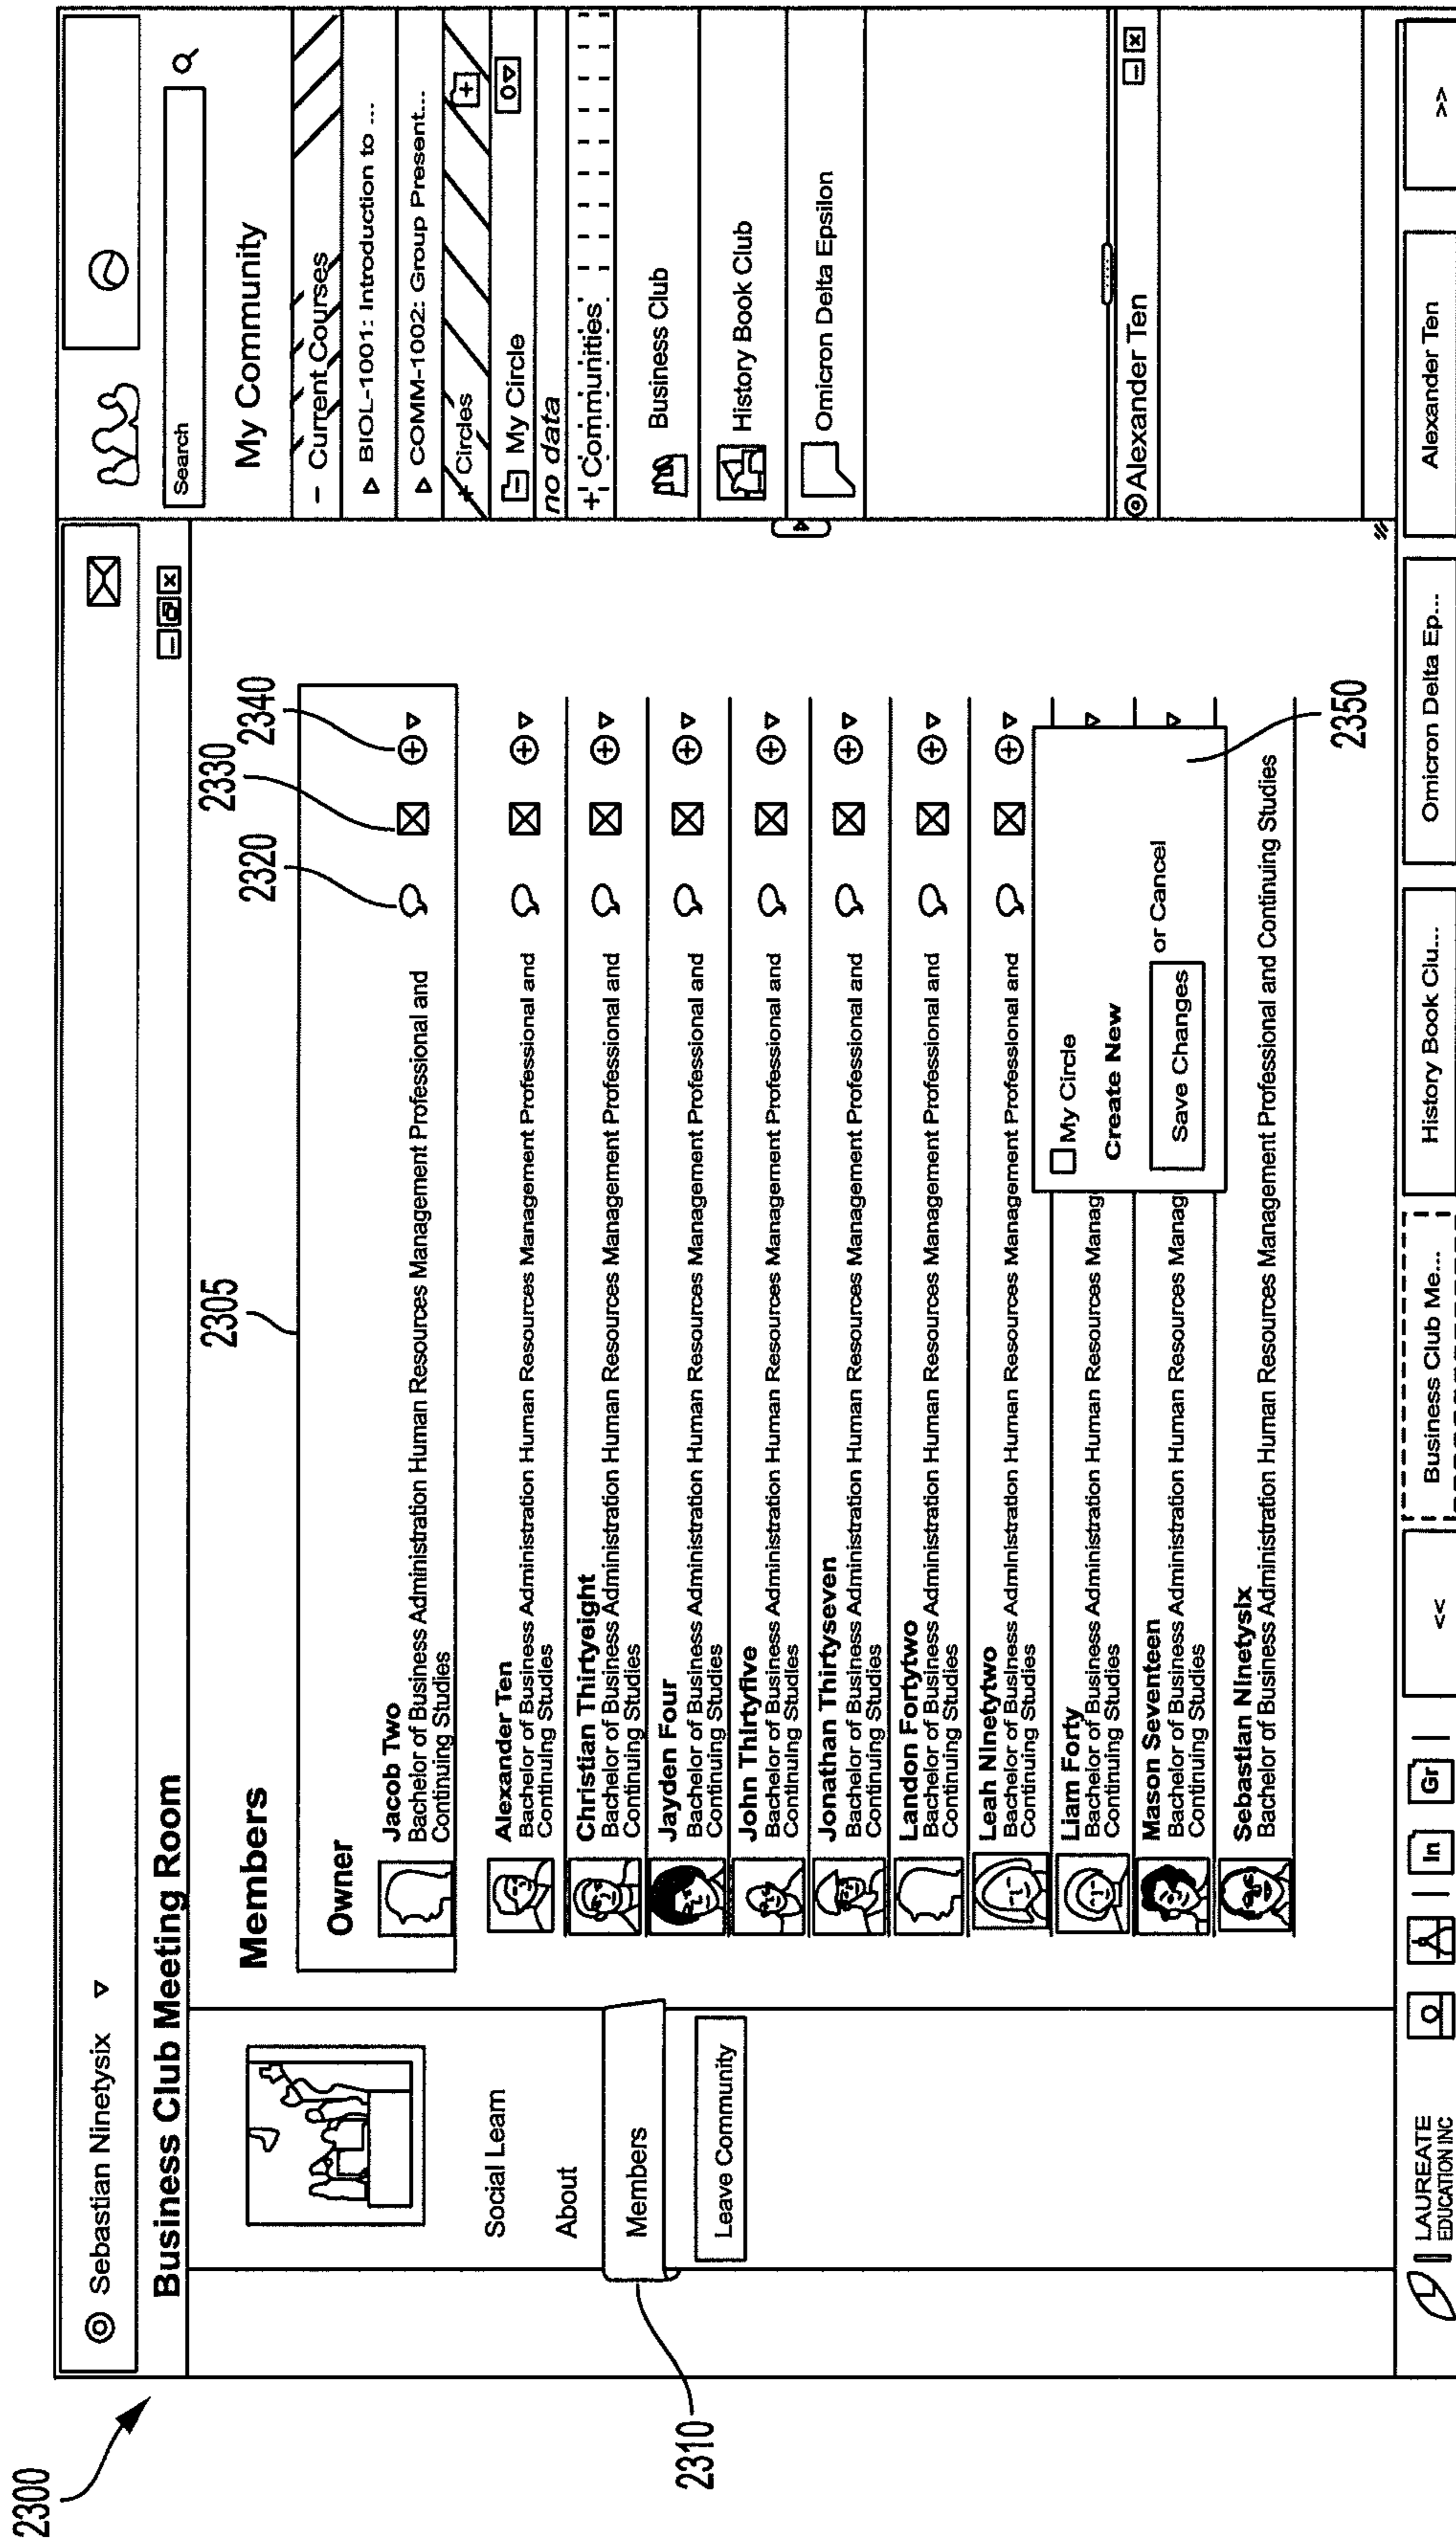 2300
Sebastian Ninetysix
Business Club Meeting Room
Social Learn
About
Members
Leave Community
2310
2305
2320
2330
2340
Members
Owner
Jacob Two
Bachelor of Business Administration Human Resources Management Professional and
Continuing Studies
Alexander Ten
Bachelor of Business Administration Human Resources Management Professional and
Continuing Studies
Christian Thirtyeight
Bachelor of Business Administration Human Resources Management Professional and
Continuing Studies
Jayden Four
Bachelor of Business Administration Human Resources Management Professional and
Continuing Studies
John Thirtyfive
Bachelor of Business Administration Human Resources Management Professional and
Continuing Studies
Jonathan Thirtyseven
Bachelor of Business Administration Human Resources Management Professional and
Continuing Studies
Landon Fortytwo
Bachelor of Business Administration Human Resources Management Professional and
Continuing Studies
Leah Ninetytwo
Bachelor of Business Administration Human Resources Management Professional and
Continuing Studies
Liam Forty
Bachelor of Business Administration Human Resources Manag
Continuing Studies
Mason Seventeen
Bachelor of Business Administration Human Resources Manag
Continuing Studies
Sebastian Ninetysix
Bachelor of Business Administration Human Resources Management Professional and Continuing Studies
My Circle
Create New
Save Changes or Cancel
2350
Search
My Community
- Current Courses
BIOL-1001: Introduction to ...
COMM-1002: Group Present...
+ Circles
My Circle
no data
+ Communities
Business Club
History Book Club
Omicron Delta Epsilon
Alexander Ten
LAUREATE
EDUCATION INC
In
Gr
<<
Business Club Me...
History Book Clu...
Omicron Delta Ep...
Alexander Ten
>>